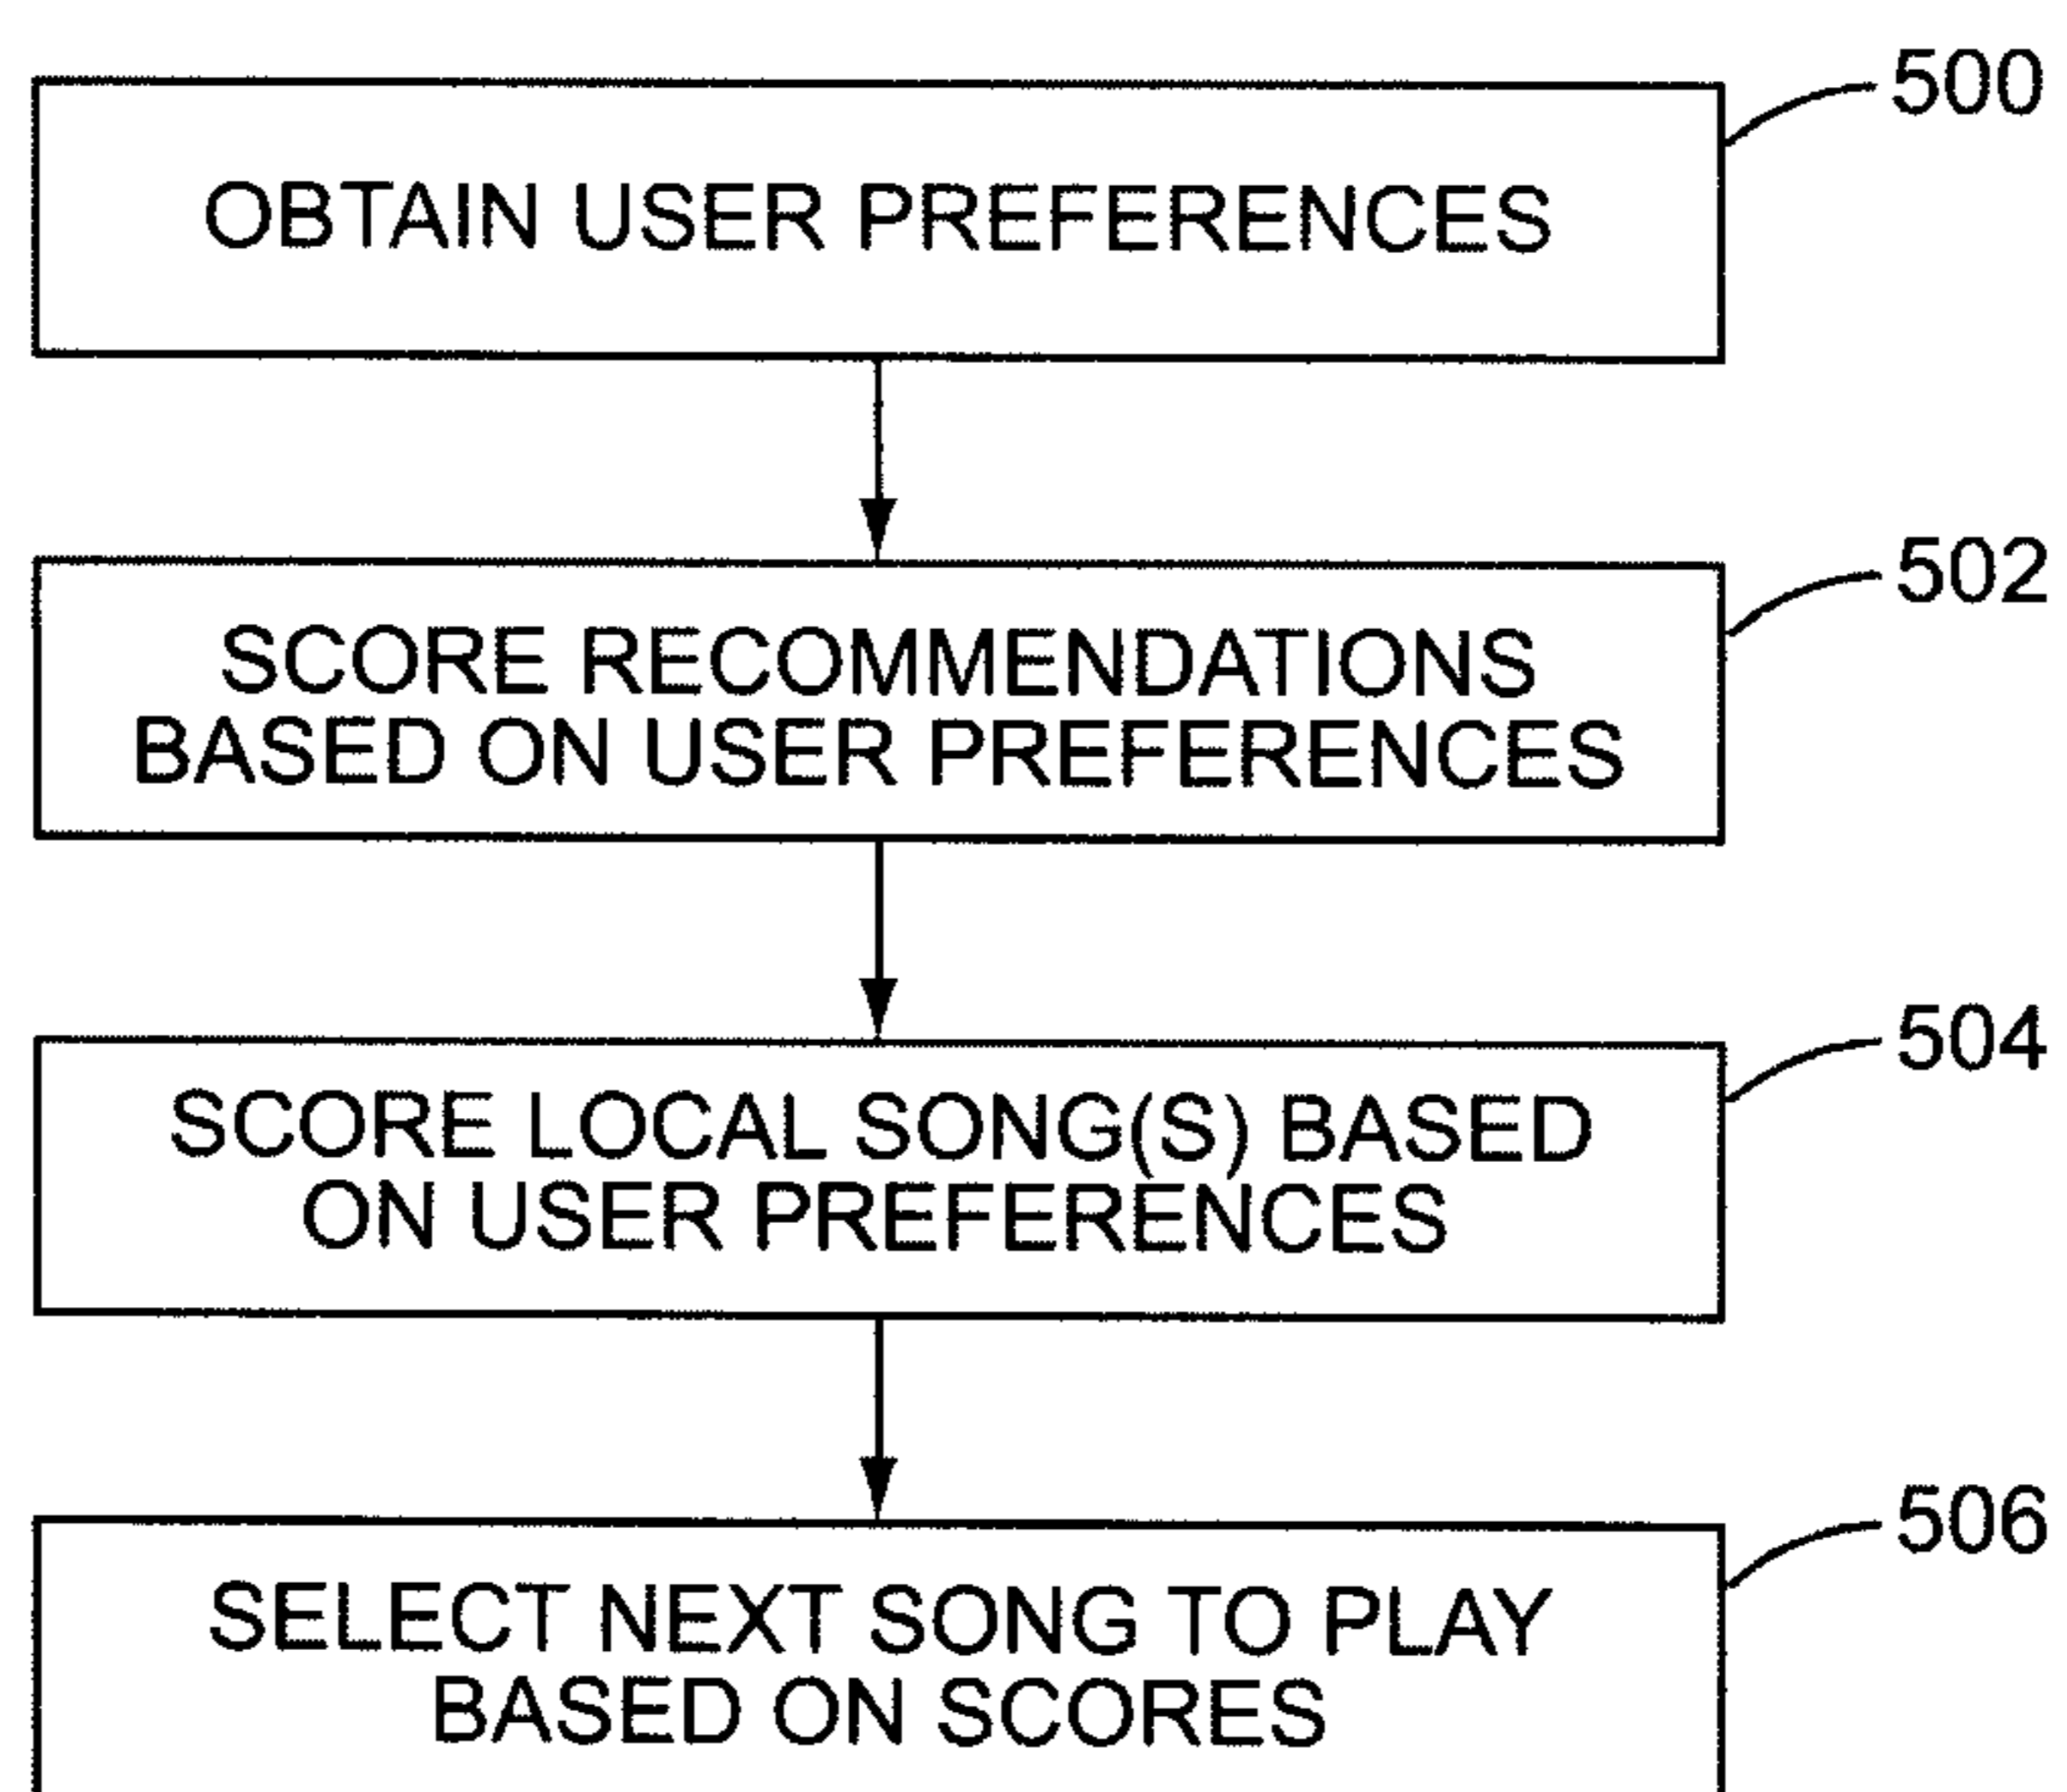 500
OBTAIN USER PREFERENCES
502
SCORE RECOMMENDATIONS
BASED ON USER PREFERENCES
504
SCORE LOCAL SONG(S) BASED
ON USER PREFERENCES
506
SELECT NEXT SONG TO PLAY
BASED ON SCORES